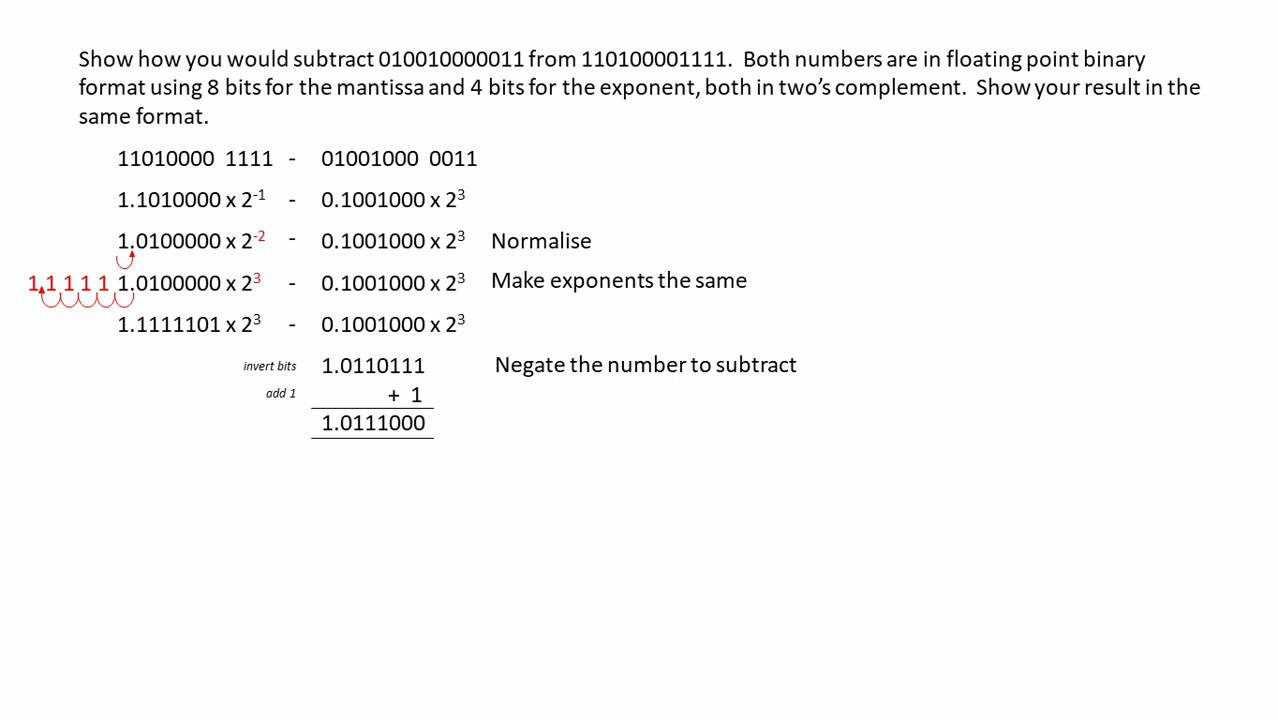 Show how you would subtract 010010000011 from 110100001111. Both numbers are in floating point binary
format using 8 bits for the mantissa and 4 bits for the exponent, both in two's complement. Show your result in the
same format.
11010000 1111 - 01001000 0011
1.1010000 x 2⁻¹ - 0.1001000 x 2³
1.0100000 x 2⁻² - 0.1001000 x 2³ Normalise
1 1 1 1 1 1.0100000 x 2³ - 0.1001000 x 2³ Make exponents the same
1.1111101 x 2³ - 0.1001000 x 2³
invert bits 1.0110111 Negate the number to subtract
add 1 + 1
1.0111000